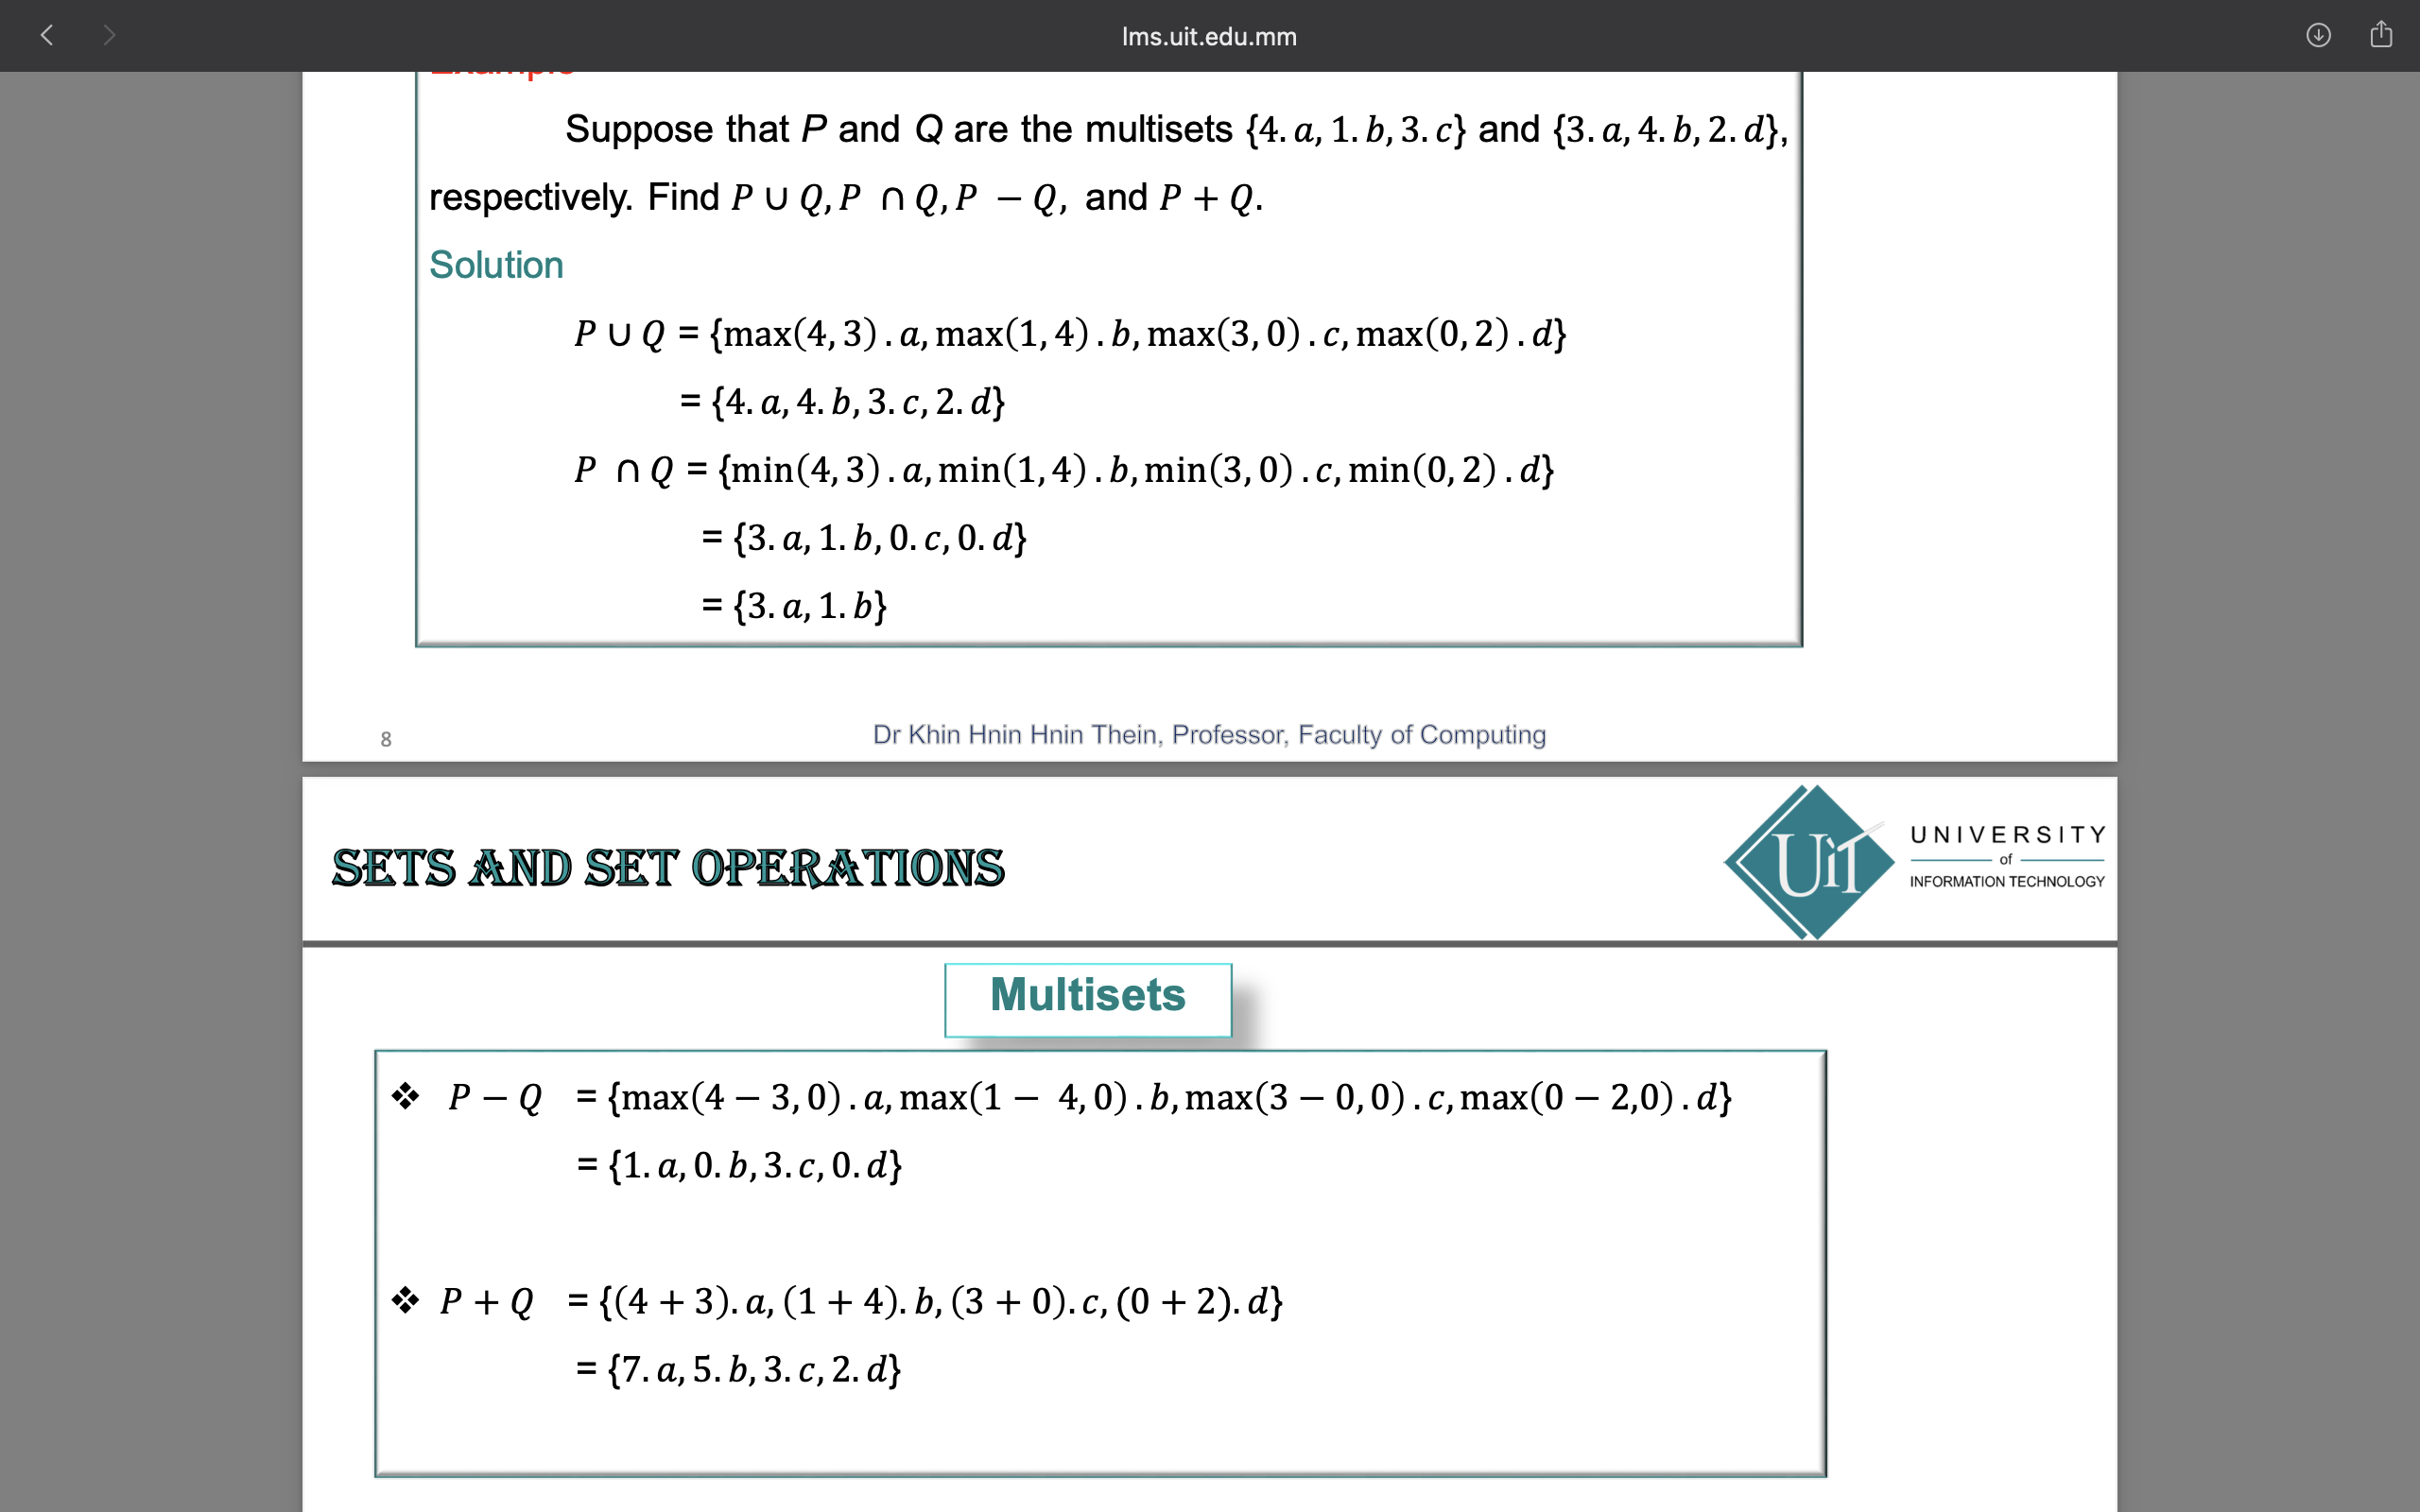 lms.uit.edu.mm
Suppose that P and Q are the multisets {4. a, 1. b, 3. c} and {3. a, 4. b, 2. d},
respectively. Find P ∪ Q, P ∩ Q, P − Q, and P + Q.
Solution
P ∪ Q = {max(4, 3) . a, max(1, 4) . b, max(3, 0) . c, max(0, 2) . d}
= {4. a, 4. b, 3. c, 2. d}
P ∩ Q = {min(4, 3) . a, min(1, 4) . b, min(3, 0) . c, min(0, 2) . d}
= {3. a, 1. b, 0. c, 0. d}
= {3. a, 1. b}
8
Dr Khin Hnin Hnin Thein, Professor, Faculty of Computing
SETS AND SET OPERATIONS
UiT
UNIVERSITY
of
INFORMATION TECHNOLOGY
Multisets
❖ P − Q = {max(4 − 3, 0) . a, max(1 − 4, 0) . b, max(3 − 0, 0) . c, max(0 − 2,0) . d}
= {1. a, 0. b, 3. c, 0. d}
❖ P + Q = {(4 + 3). a, (1 + 4). b, (3 + 0). c, (0 + 2). d}
= {7. a, 5. b, 3. c, 2. d}